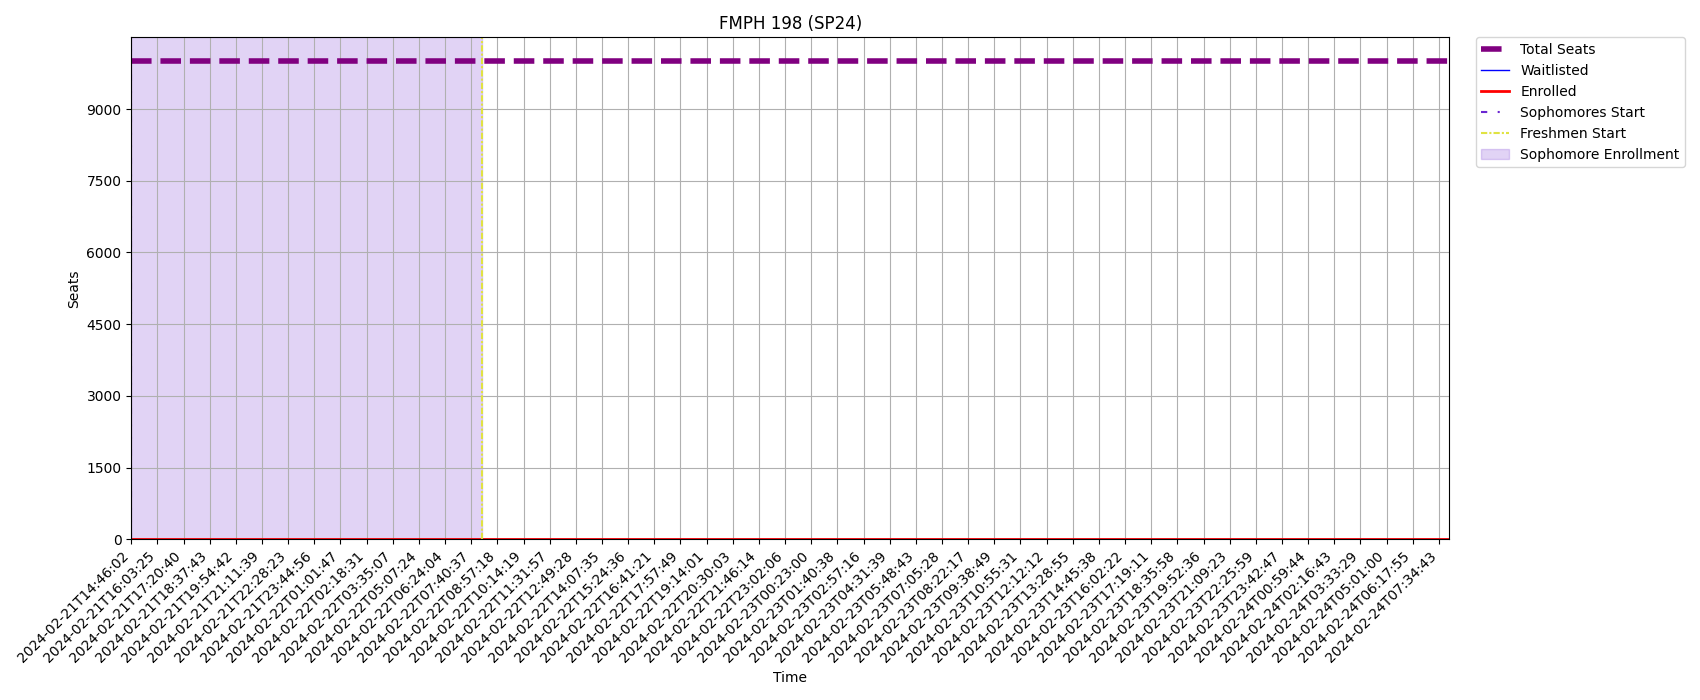 FMPH 198 (SP24)
Total Seats
Waitlisted
Enrolled
Sophomores Start
Freshmen Start
Sophomore Enrollment
Seats
9000
7500
6000
4500
3000
1500
0
2024-02-21T14:46:02
2024-02-21T16:03:25
2024-02-21T17:20:40
2024-02-21T18:37:43
2024-02-21T19:54:42
2024-02-21T21:11:39
2024-02-21T22:28:23
2024-02-21T23:44:56
2024-02-22T01:01:47
2024-02-22T02:18:31
2024-02-22T03:35:07
2024-02-22T05:07:24
2024-02-22T06:24:04
2024-02-22T07:40:37
2024-02-22T08:57:18
2024-02-22T10:14:19
2024-02-22T11:31:57
2024-02-22T12:49:28
2024-02-22T14:07:35
2024-02-22T15:24:36
2024-02-22T16:41:21
2024-02-22T17:57:49
2024-02-22T19:14:01
2024-02-22T20:30:03
2024-02-22T21:46:14
2024-02-22T23:02:06
2024-02-23T00:23:00
2024-02-23T01:40:38
2024-02-23T02:57:16
2024-02-23T04:31:39
2024-02-23T05:48:43
2024-02-23T07:05:28
2024-02-23T08:22:17
2024-02-23T09:38:49
2024-02-23T10:55:31
2024-02-23T12:12:12
2024-02-23T13:28:55
2024-02-23T14:45:38
2024-02-23T16:02:22
2024-02-23T17:19:11
2024-02-23T18:35:58
2024-02-23T19:52:36
2024-02-23T21:09:23
2024-02-23T22:25:59
2024-02-23T23:42:47
2024-02-24T00:59:44
2024-02-24T02:16:43
2024-02-24T03:33:29
2024-02-24T05:01:00
2024-02-24T06:17:55
2024-02-24T07:34:43
Time